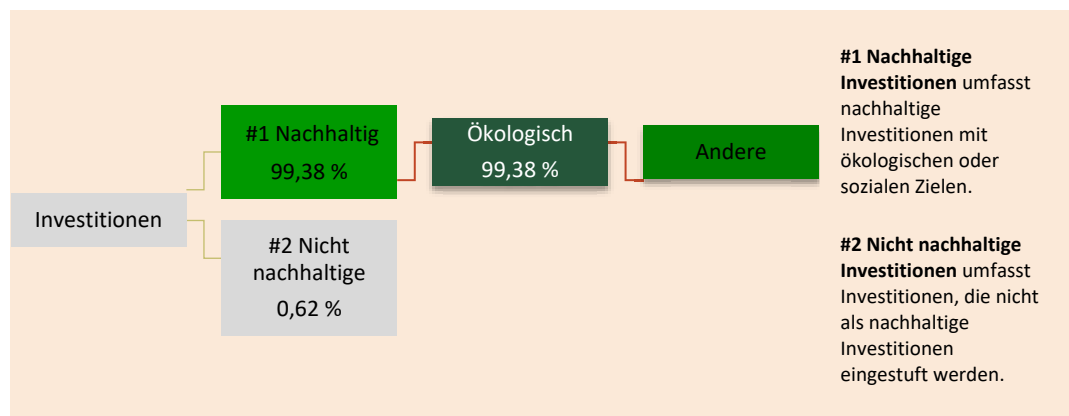 Investitionen
#1 Nachhaltig
99,38 %
#2 Nicht
nachhaltige
0,62 %
Ökologisch
99,38 %
Andere
#1 Nachhaltige
Investitionen umfasst
nachhaltige
Investitionen mit
ökologischen oder
sozialen Zielen.
#2 Nicht nachhaltige
Investitionen umfasst
Investitionen, die nicht
als nachhaltige
Investitionen
eingestuft werden.